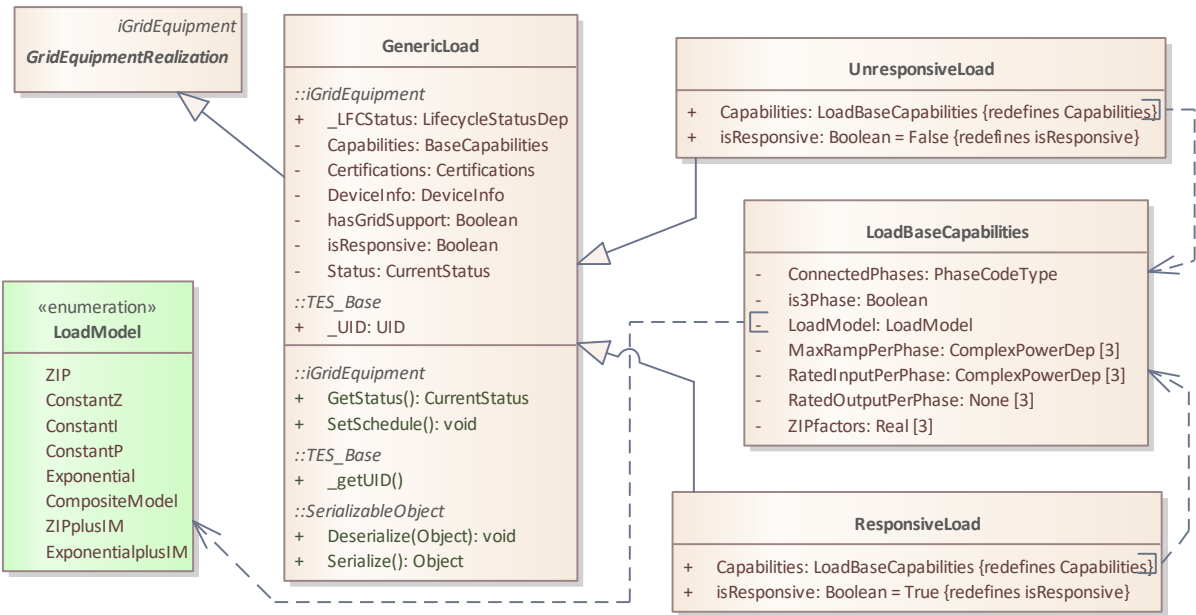 iGridEquipment
GridEquipmentRealization
GenericLoad
::iGridEquipment
+ _LFCStatus: LifecycleStatusDep
- Capabilities: BaseCapabilities
- Certifications: Certifications
- DeviceInfo: DeviceInfo
- hasGridSupport: Boolean
- isResponsive: Boolean
- Status: CurrentStatus
::TES_Base
+ _UID: UID
::iGridEquipment
+ GetStatus(): CurrentStatus
+ SetSchedule(): void
::TES_Base
+ _getUID()
::SerializableObject
+ Deserialize(Object): void
+ Serialize(): Object
«enumeration»
LoadModel
ZIP
ConstantZ
ConstantI
ConstantP
Exponential
CompositeModel
ZIPplusIM
ExponentialplusIM
UnresponsiveLoad
+ Capabilities: LoadBaseCapabilities {redefines Capabilities}
+ isResponsive: Boolean = False {redefines isResponsive}
LoadBaseCapabilities
- ConnectedPhases: PhaseCodeType
- is3Phase: Boolean
- LoadModel: LoadModel
- MaxRampPerPhase: ComplexPowerDep [3]
- RatedInputPerPhase: ComplexPowerDep [3]
- RatedOutputPerPhase: None [3]
- ZIPfactors: Real [3]
ResponsiveLoad
+ Capabilities: LoadBaseCapabilities {redefines Capabilities}
+ isResponsive: Boolean = True {redefines isResponsive}